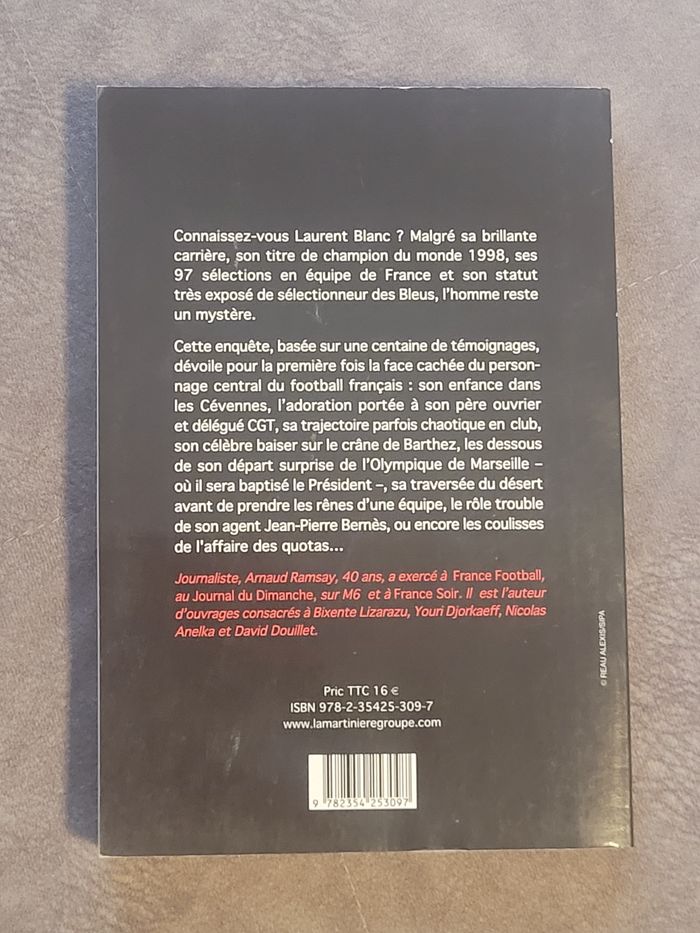 Connaissez-vous Laurent Blanc ? Malgré sa brillante
carrière, son titre de champion du monde 1998, ses
97 sélections en équipe de France et son statut
très exposé de sélectionneur des Bleus, l'homme reste
un mystère.
Cette enquête, basée sur une centaine de témoignages,
dévoile pour la première fois la face cachée du person-
nage central du football français : son enfance dans
les Cévennes, l'adoration portée à son père ouvrier
et délégué CGT, sa trajectoire parfois chaotique en club,
son célèbre baiser sur le crâne de Barthez, les dessous
de son départ surprise de l'Olympique de Marseille –
où il sera baptisé le Président –, sa traversée du désert
avant de prendre les rênes d'une équipe, le rôle trouble
de son agent Jean-Pierre Bernès, ou encore les coulisses
de l'affaire des quotas...
Journaliste, Arnaud Ramsay, 40 ans, a exercé à France Football,
au Journal du Dimanche, sur M6 et à France Soir. Il est l'auteur
d'ouvrages consacrés à Bixente Lizarazu, Youri Djorkaeff, Nicolas
Anelka et David Douillet.
© REAU ALEXIS/SIPA
Pric TTC 16 €
ISBN 978-2-35425-309-7
www.lamartinieregroupe.com
9 782354 253097